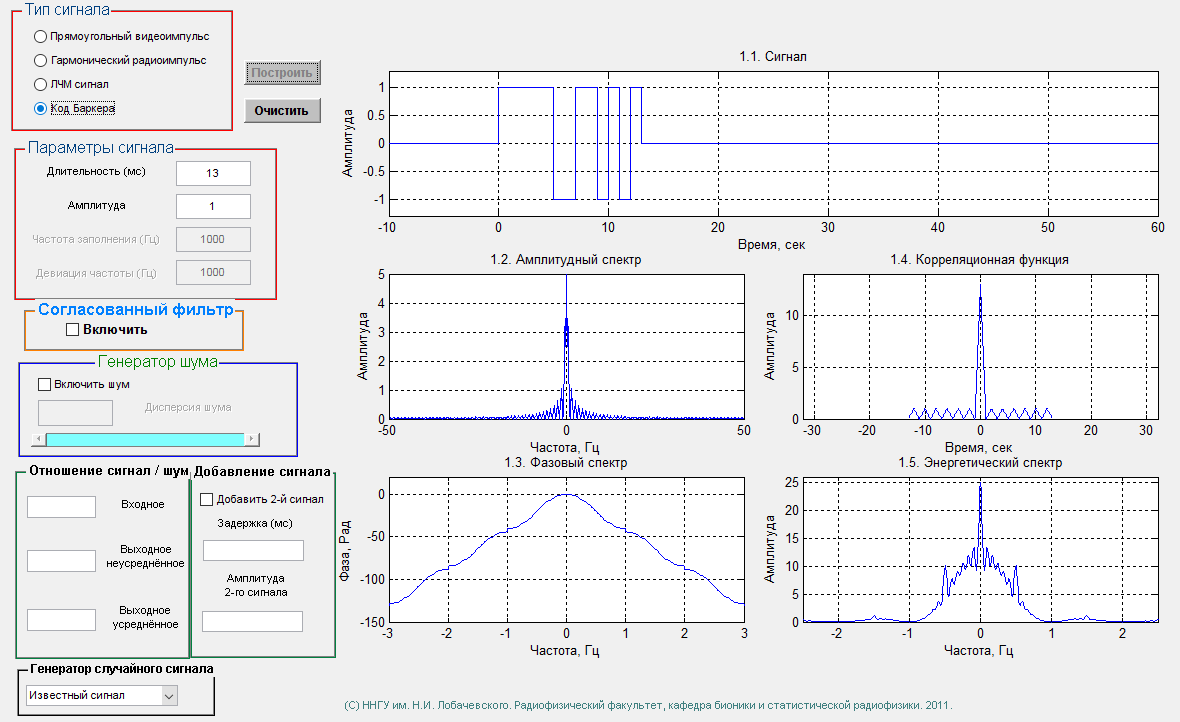 Тип сигнала
Прямоугольный видеоимпульс
Гармонический радиоимпульс
ЛЧМ сигнал
Код Баркера
Построить
Очистить
Параметры сигнала
Длительность (мс)
13
Амплитуда
1
Частота заполнения (Гц)
1000
Девиация частоты (Гц)
1000
Согласованный фильтр
Включить
Генератор шума
Включить шум
Дисперсия шума
Отношение сигнал / шум
Входное
Выходное
неусреднённое
Выходное
усреднённое
Добавление сигнала
Добавить 2-й сигнал
Задержка (мс)
Амплитуда
2-го сигнала
Генератор случайного сигнала
Известный сигнал
1.1. Сигнал
Амплитуда
1
0.5
0
-0.5
-1
-10 0 10 20 30 40 50 60
Время, сек
1.2. Амплитудный спектр
Амплитуда
5
4
3
2
1
0
-50 0 50
Частота, Гц
1.4. Корреляционная функция
Амплитуда
10
5
0
-30 -20 -10 0 10 20 30
Время, сек
1.3. Фазовый спектр
Фаза, Рад
0
-50
-100
-150
-3 -2 -1 0 1 2 3
Частота, Гц
1.5. Энергетический спектр
Амплитуда
25
20
15
10
5
0
-2 -1 0 1 2
Частота, Гц
(С) ННГУ им. Н.И. Лобачевского. Радиофизический факультет, кафедра бионики и статистической радиофизики. 2011.